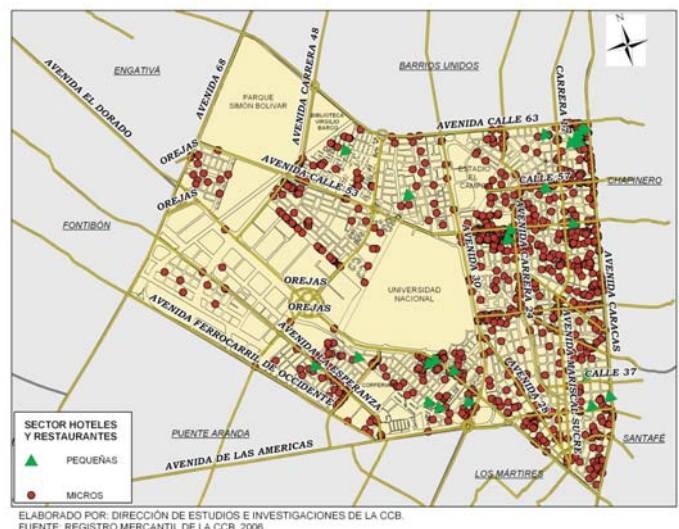 N
BARRIOS UNIDOS
ENGATIVÁ
AVENIDA CARRERA 48
AVENIDA 68
AVENIDA EL DORADO
PARQUE
SIMÓN BOLIVAR
BIBLIOTECA
VIRGILIO
BARCO
AVENIDA CALLE 63
CARRERA
OREJAS
AVENIDA CALLE 53
ESTADIO
EL
CALLE 57
CHAPINERO
OREJAS
FONTIBÓN
AVENIDA 30
AVENIDA CARRERA 24
AVENIDA CARACAS
OREJAS
UNIVERSIDAD
NACIONAL
OREJAS
AVENIDA LA ESPERANZA
AVENIDA FERROCARRIL DE OCCIDENTE
AVENIDA MARISCAL SUCRE
AVENIDA 28
CALLE 37
CORFERIAS
PUENTE ARANDA
AVENIDA DE LAS AMERICAS
SANTAFÉ
LOS MÁRTIRES
SECTOR HOTELES
Y RESTAURANTES
PEQUEÑAS
MICROS
ELABORADO POR: DIRECCIÓN DE ESTUDIOS E INVESTIGACIONES DE LA CCB.
FUENTE: REGISTRO MERCANTIL DE LA CCB, 2006